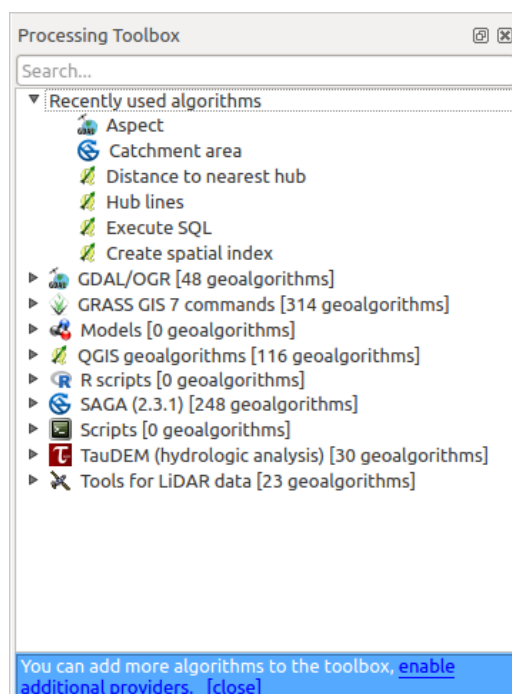 Processing Toolbox
Search...
Recently used algorithms
Aspect
Catchment area
Distance to nearest hub
Hub lines
Execute SQL
Create spatial index
GDAL/OGR [48 geoalgorithms]
GRASS GIS 7 commands [314 geoalgorithms]
Models [0 geoalgorithms]
QGIS geoalgorithms [116 geoalgorithms]
R scripts [0 geoalgorithms]
SAGA (2.3.1) [248 geoalgorithms]
Scripts [0 geoalgorithms]
TauDEM (hydrologic analysis) [30 geoalgorithms]
Tools for LiDAR data [23 geoalgorithms]
You can add more algorithms to the toolbox, enable
additional providers. [close]